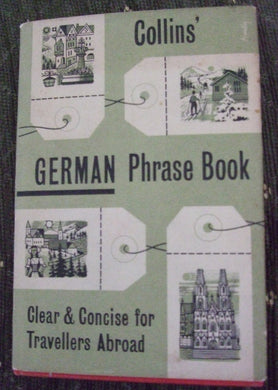 Collins'
GERMAN Phrase Book
Clear & Concise for
Travellers Abroad